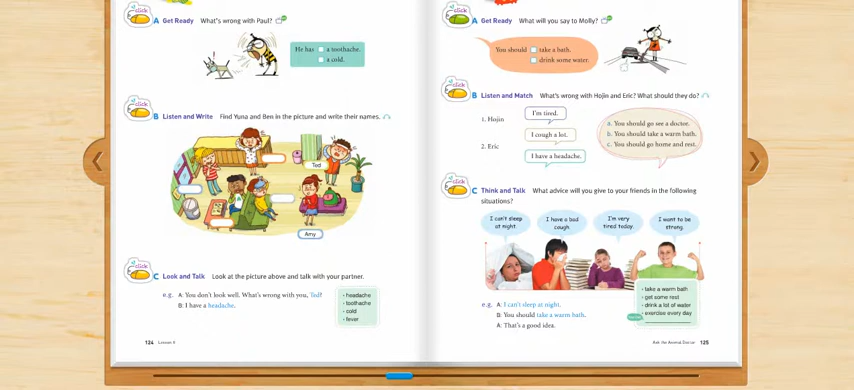 click
A Get Ready What's wrong with Paul?
He has a toothache.
a cold.
click
B Listen and Write Find Yuna and Ben in the picture and write their names.
Ted
Amy
click
C Look and Talk Look at the picture above and talk with your partner.
e.g. A: You don't look well. What's wrong with you, Ted?
B: I have a headache.
• headache
• toothache
• cold
• fever
124 Lesson 8
click
A Get Ready What will you say to Molly?
You should take a bath.
drink some water.
click
B Listen and Match What's wrong with Hojin and Eric? What should they do?
1. Hojin
2. Eric
I'm tired.
I cough a lot.
I have a headache.
a. You should go see a doctor.
b. You should take a warm bath.
c. You should go home and rest.
click
C Think and Talk What advice will you give to your friends in the following
situations?
I can't sleep
at night.
I have a bad
cough.
I'm very
tired today.
I want to be
strong.
e.g. A: I can't sleep at night.
B: You should take a warm bath.
A: That's a good idea.
• take a warm bath
• get some rest
• drink a lot of water
• exercise every day
Ask the Animal Doctor 125